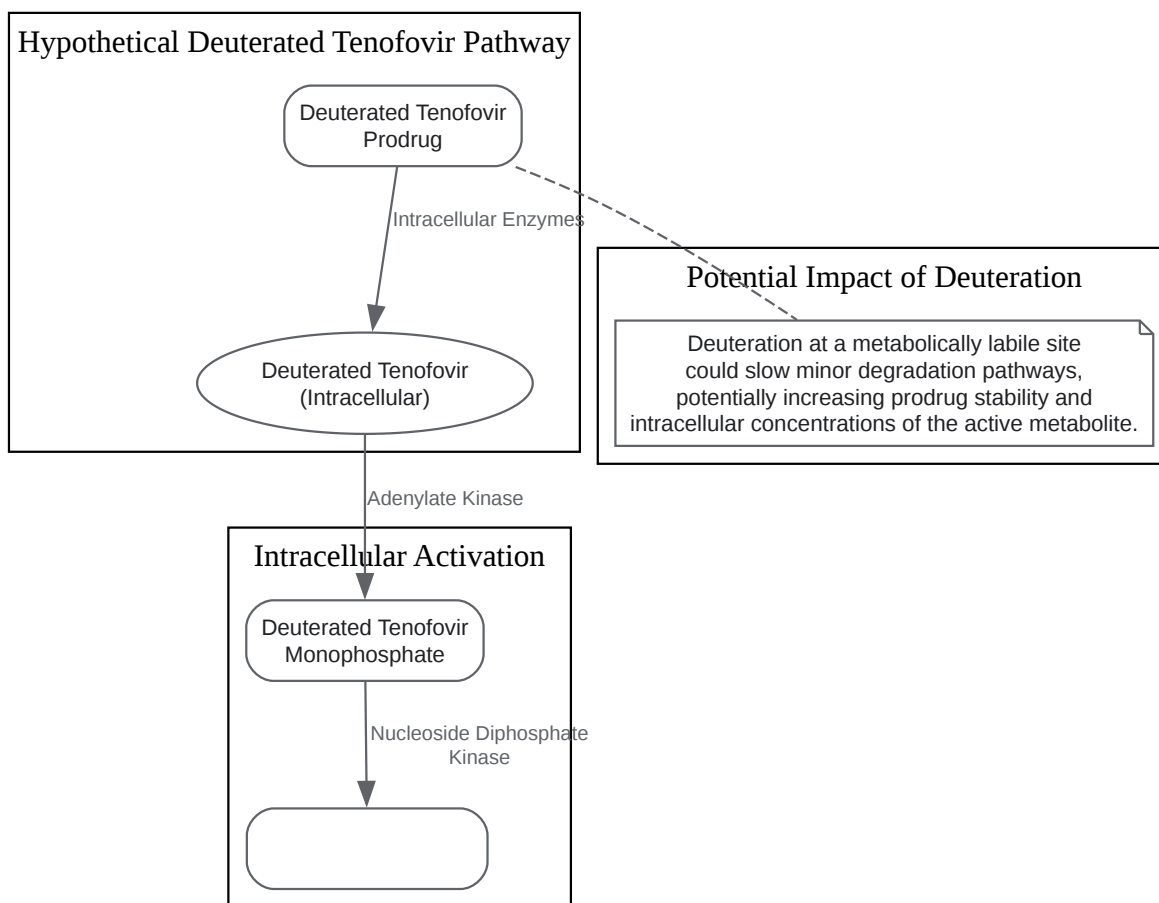 Hypothetical Deuterated Tenofovir Pathway
Deuterated Tenofovir
Prodrug
Intracellular Enzymes
Potential Impact of Deuteration
Deuteration at a metabolically labile site
could slow minor degradation pathways,
potentially increasing prodrug stability and
intracellular concentrations of the active metabolite.
Deuterated Tenofovir
(Intracellular)
Adenylate Kinase
Intracellular Activation
Deuterated Tenofovir
Monophosphate
Nucleoside Diphosphate
Kinase